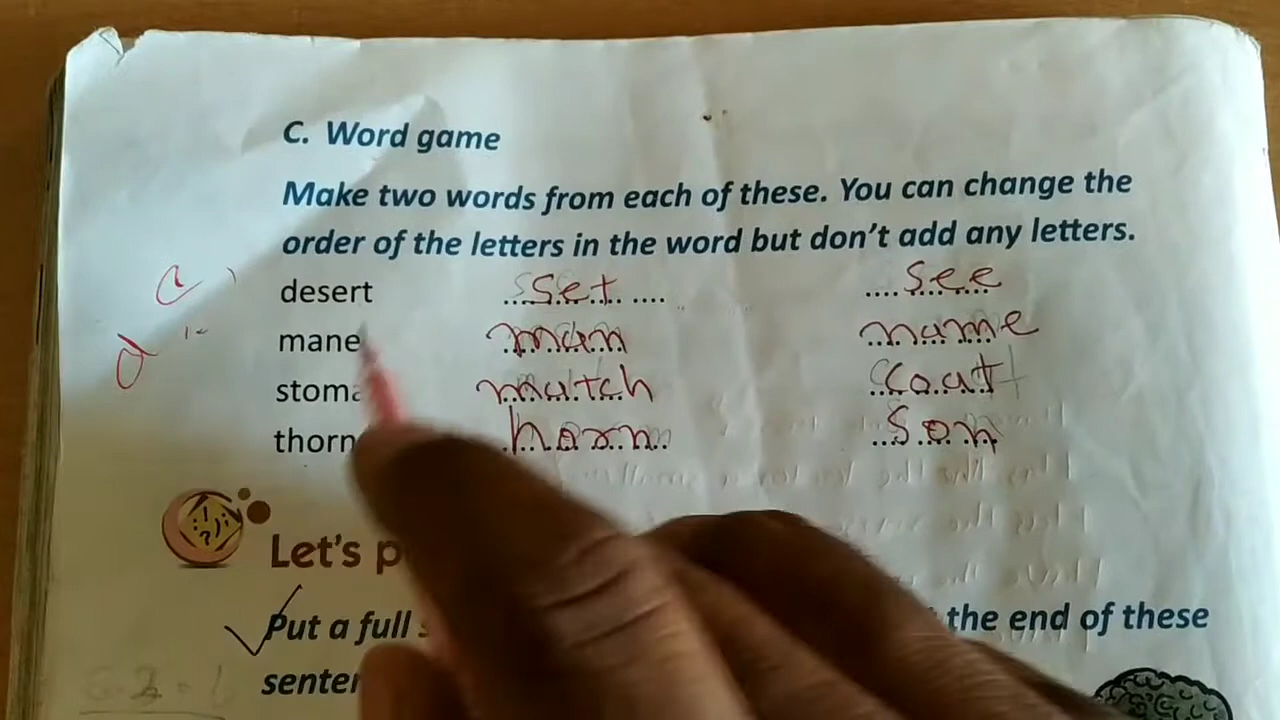 C. Word game
Make two words from each of these. You can change the
order of the letters in the word but don't add any letters.
desert set see
mane man name
stoma match coat
thorn horn son
Let's p
Put a full the end of these
senten